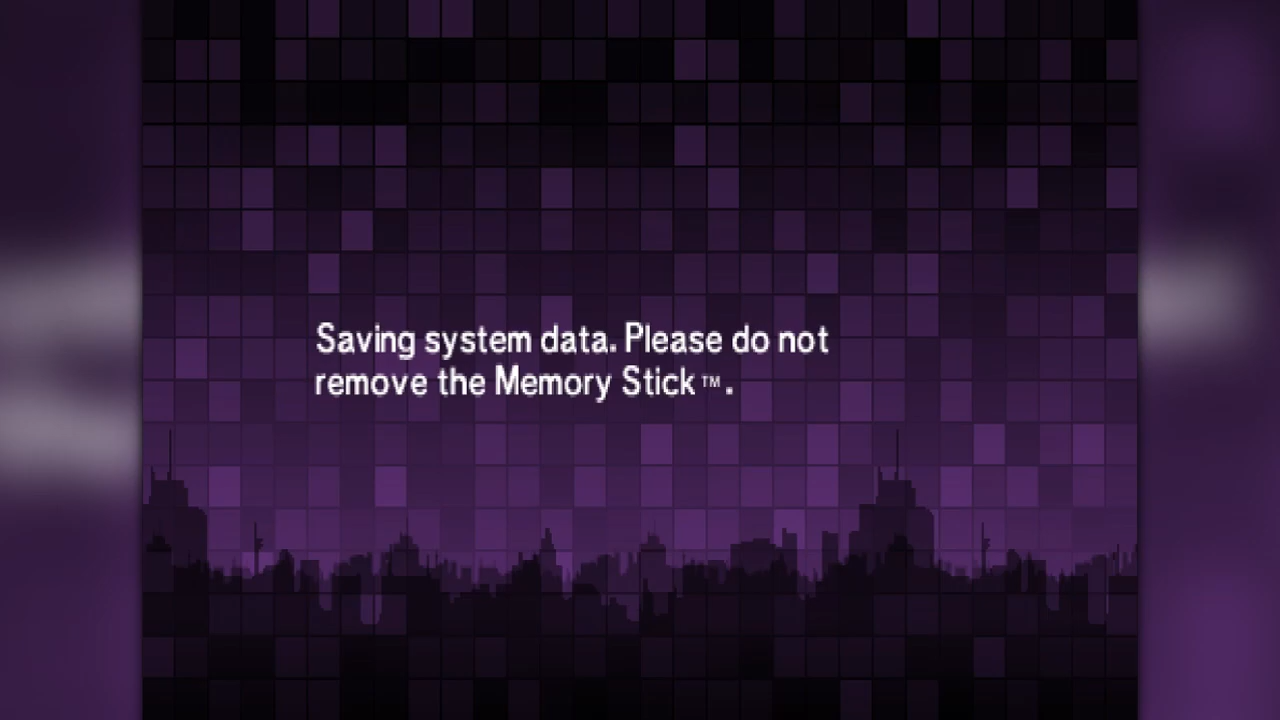 Saving system data. Please do not
remove the Memory Stick™.